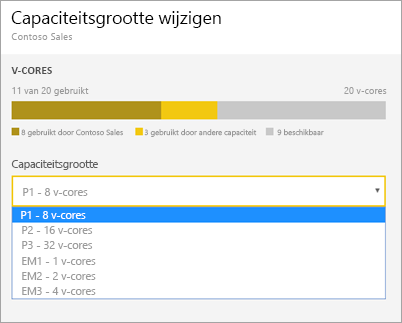 Capaciteitsgrootte wijzigen
Contoso Sales
V-CORES
11 van 20 gebruikt 20 v-cores
8 gebruikt door Contoso Sales 3 gebruikt door andere capaciteit 9 beschikbaar
Capaciteitsgrootte
P1 - 8 v-cores
P1 - 8 v-cores
P2 - 16 v-cores
P3 - 32 v-cores
EM1 - 1 v-cores
EM2 - 2 v-cores
EM3 - 4 v-cores